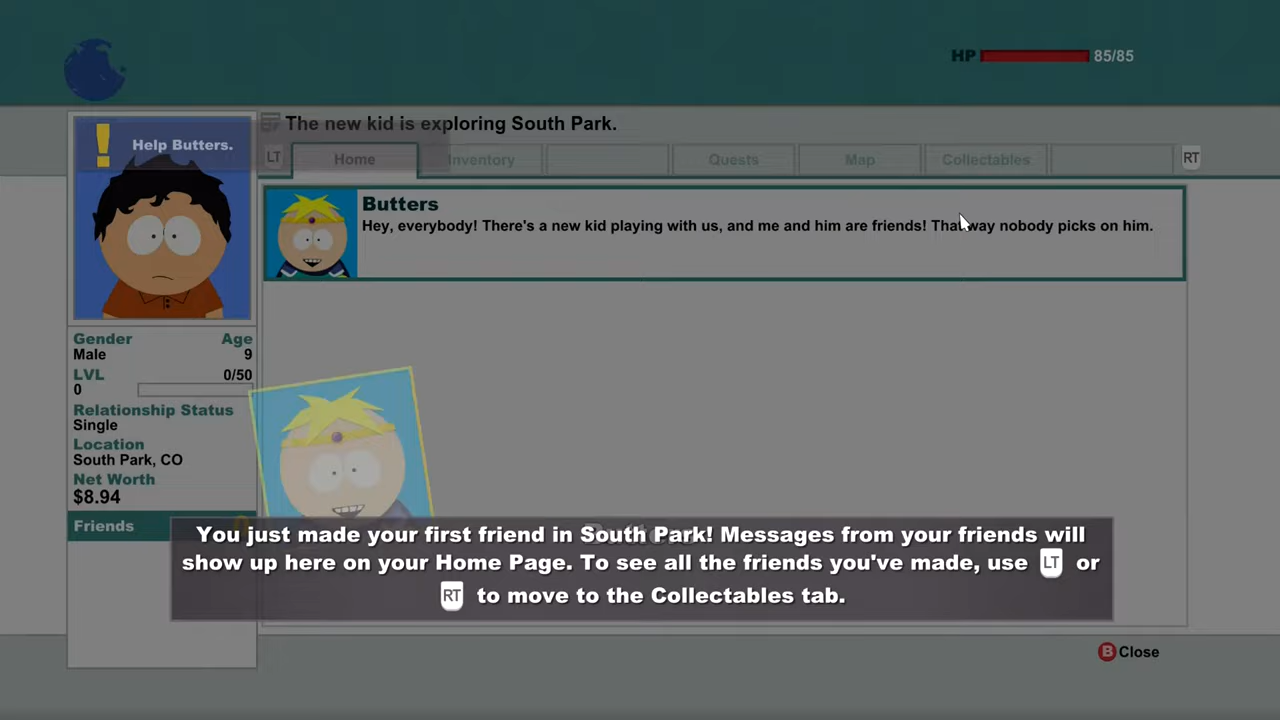 HP 85/85
Help Butters.
The new kid is exploring South Park.
LT Home Inventory Quests Map Collectables RT
Butters
Hey, everybody! There's a new kid playing with us, and me and him are friends! That way nobody picks on him.
Gender Age
Male 9
LVL 0/50
0
Relationship Status
Single
Location
South Park, CO
Net Worth
$8.94
Friends
You just made your first friend in South Park! Messages from your friends will
show up here on your Home Page. To see all the friends you've made, use LT or
RT to move to the Collectables tab.
B Close